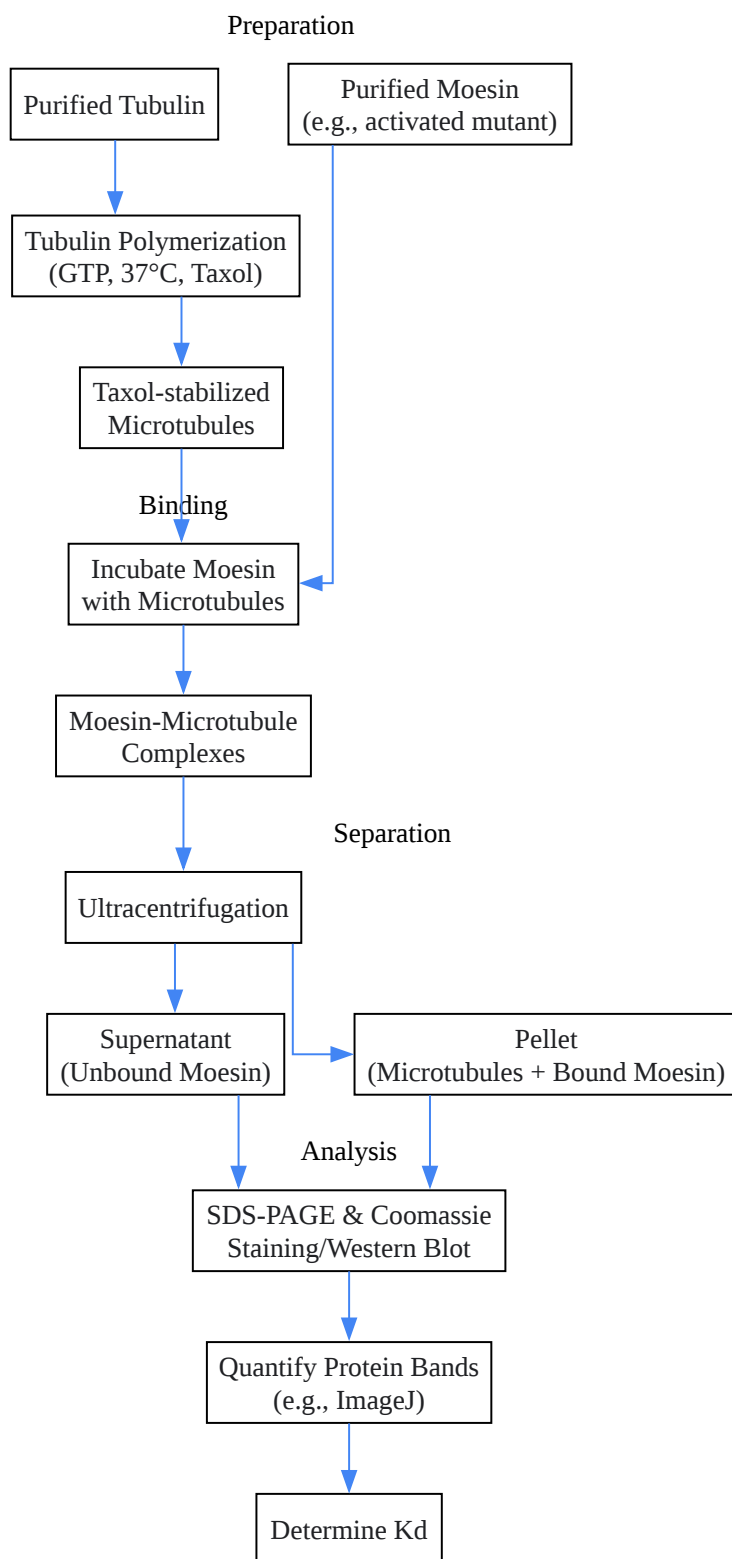 Preparation
Purified Tubulin
Purified Moesin
(e.g., activated mutant)
Tubulin Polymerization
(GTP, 37°C, Taxol)
Taxol-stabilized
Microtubules
Binding
Incubate Moesin
with Microtubules
Moesin-Microtubule
Complexes
Separation
Ultracentrifugation
Supernatant
(Unbound Moesin)
Pellet
(Microtubules + Bound Moesin)
Analysis
SDS-PAGE & Coomassie
Staining/Western Blot
Quantify Protein Bands
(e.g., ImageJ)
Determine Kd